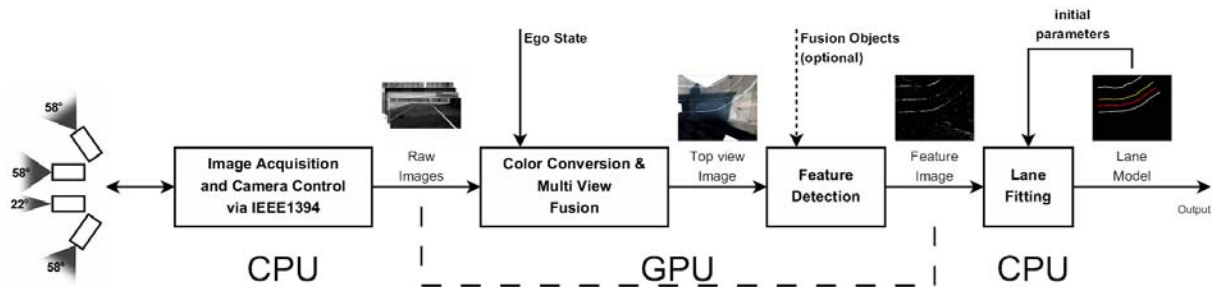 58°
58°
22°
58°
Image Acquisition
and Camera Control
via IEEE1394
CPU
Raw
Images
Ego State
Color Conversion &
Multi View
Fusion
GPU
Top view
Image
Fusion Objects
(optional)
Feature
Detection
Feature
Image
initial
parameters
Lane
Fitting
CPU
Lane
Model
Output